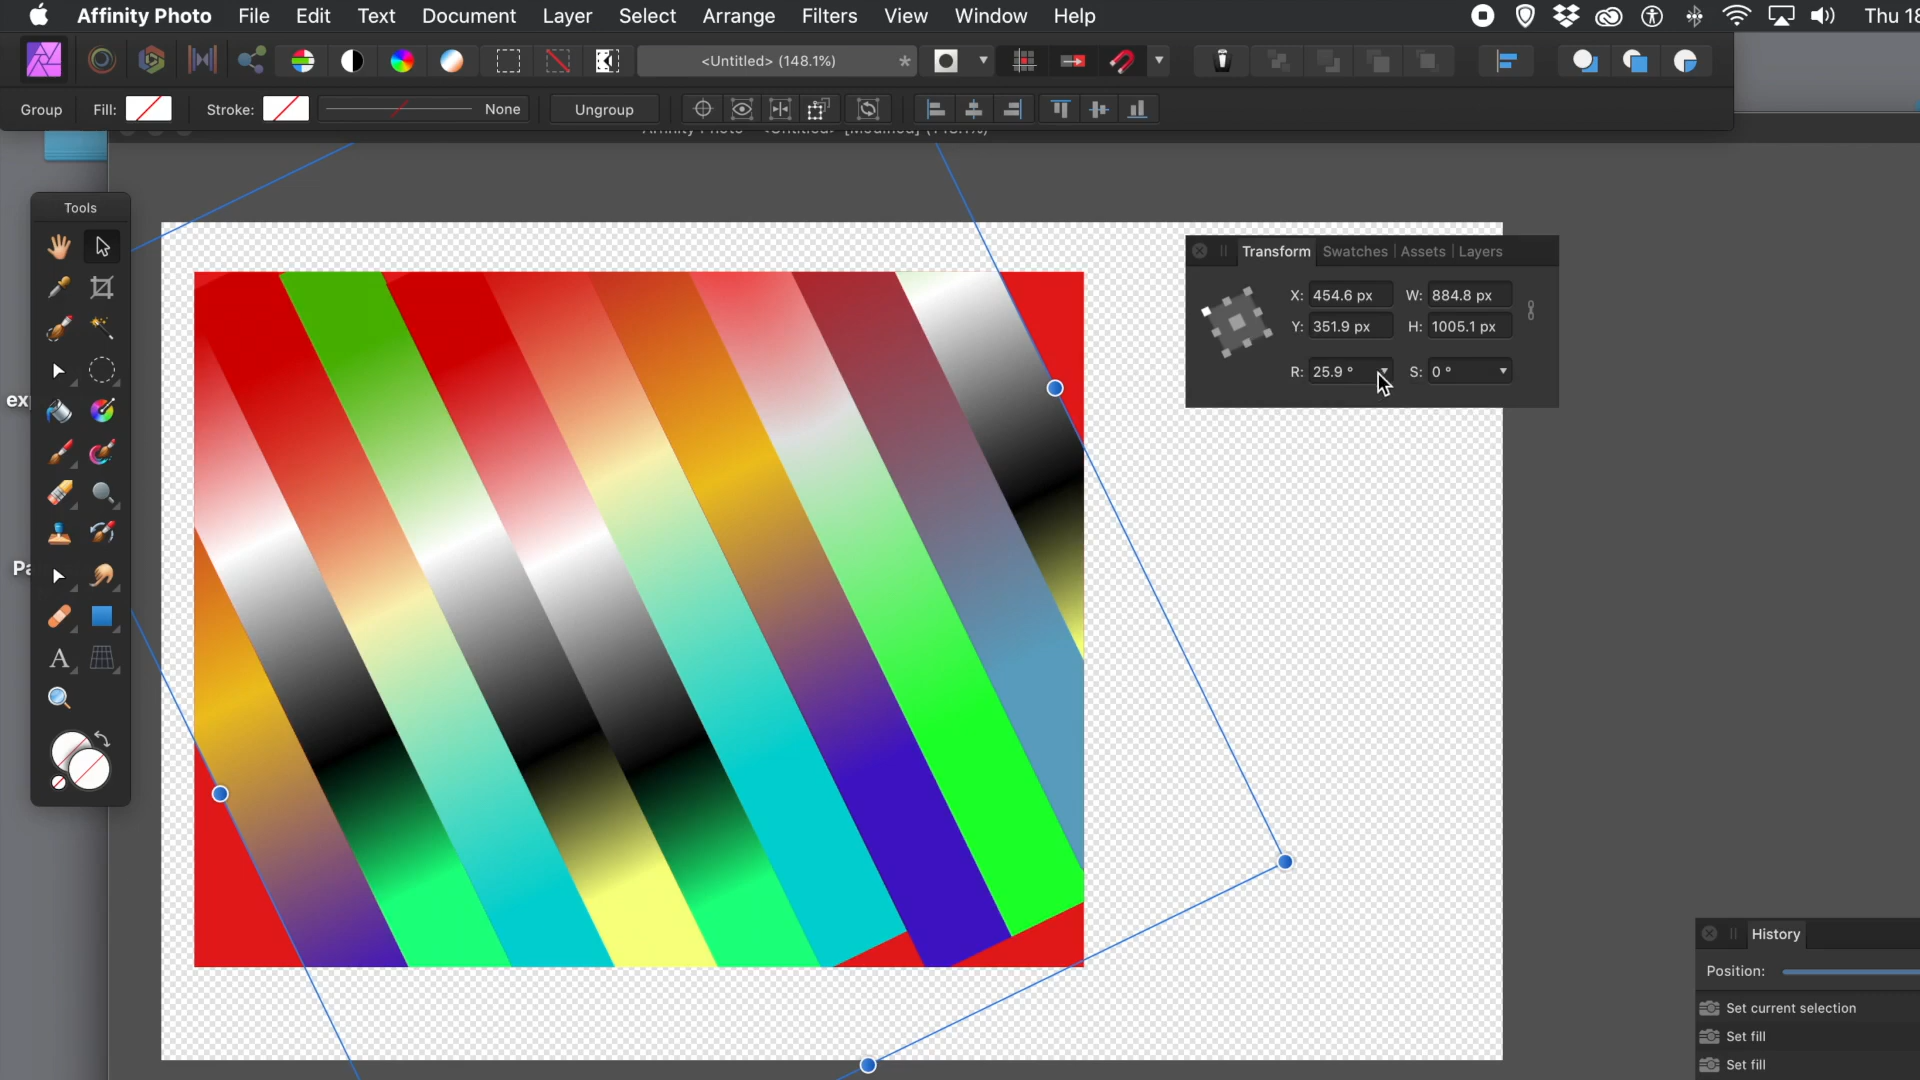 Affinity Photo File Edit Text Document Layer Select Arrange Filters View Window Help Thu 18
<Untitled> (148.1%) *
Group Fill: Stroke: None Ungroup
Tools
Transform Swatches Assets Layers
X: 454.6 px W: 884.8 px
Y: 351.9 px H: 1005.1 px
R: 25.9 ° S: 0 °
A
History
Position:
Set current selection
Set fill
Set fill